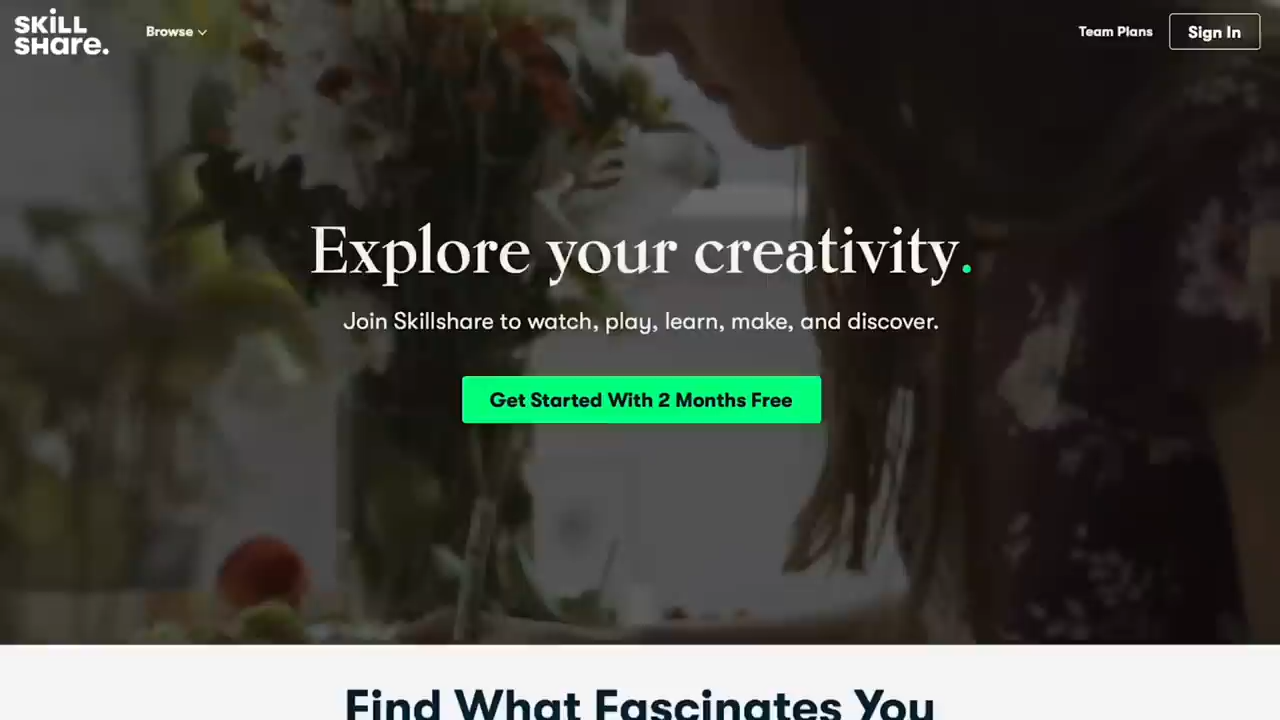 SKiLL
SHare.
Browse
Team Plans
Sign In
Explore your creativity.
Join Skillshare to watch, play, learn, make, and discover.
Get Started With 2 Months Free
Find What Fascinates You